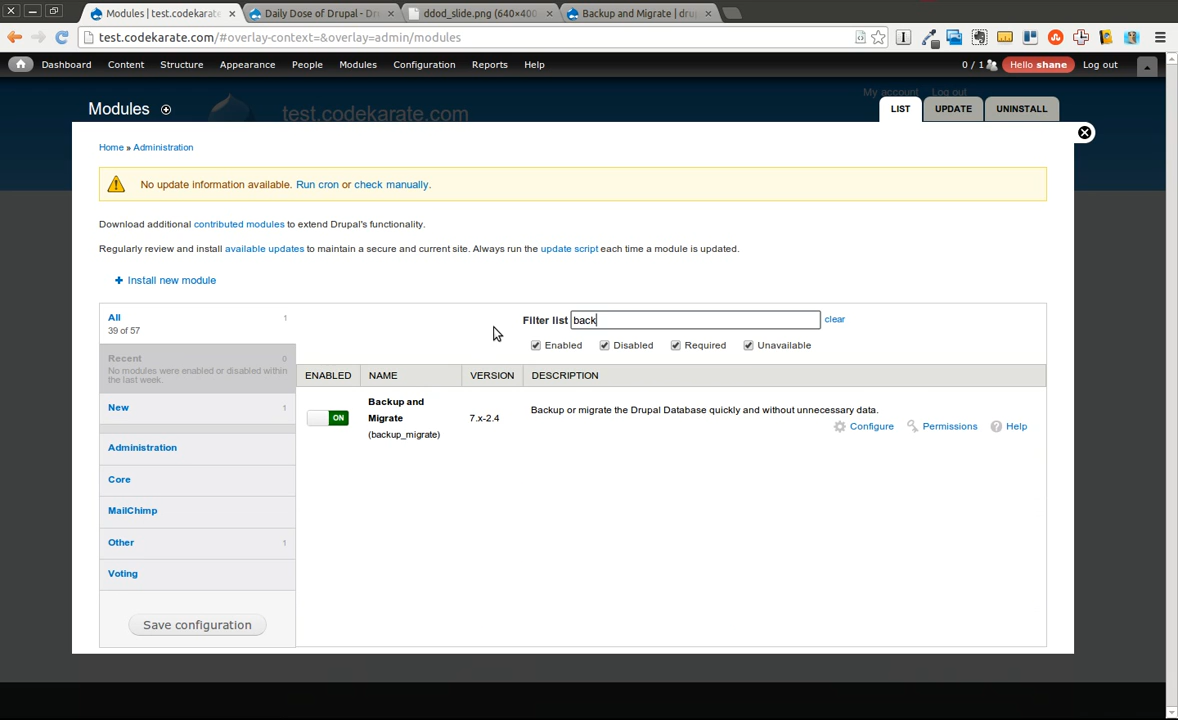 Modules | test.codekarate
Daily Dose of Drupal - Dr
ddod_slide.png (640×400
Backup and Migrate | dru
test.codekarate.com/#overlay-context=&overlay=admin/modules
Dashboard Content Structure Appearance People Modules Configuration Reports Help 0 / 1 Hello shane Log out
My account Log out
Modules test.codekarate.com LIST UPDATE UNINSTALL
Home » Administration
No update information available. Run cron or check manually.
Download additional contributed modules to extend Drupal's functionality.
Regularly review and install available updates to maintain a secure and current site. Always run the update script each time a module is updated.
Install new module
All 1
39 of 57
Recent 0
No modules were enabled or disabled within
the last week.
New 1
Administration
Core
MailChimp
Other 1
Voting
Save configuration
Filter list back clear
Enabled Disabled Required Unavailable
ENABLED NAME VERSION DESCRIPTION
ON
Backup and
Migrate
(backup_migrate)
7.x-2.4
Backup or migrate the Drupal Database quickly and without unnecessary data.
Configure Permissions Help